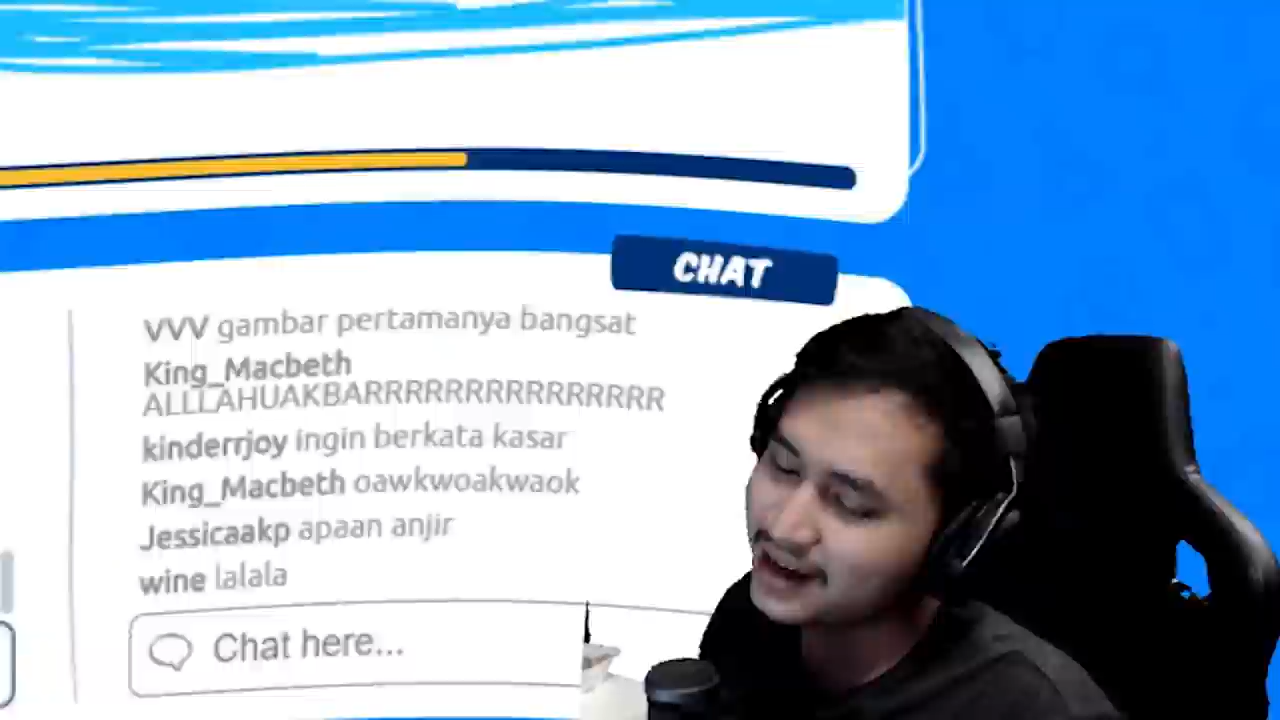 CHAT
VVV gambar pertamanya bangsat
King_Macbeth
ALLLAHUAKBARRRRRRRRRRRRRRRR
kinderrjoy ingin berkata kasar
King_Macbeth oawkwoakwaok
Jessicaakp apaan anjir
wine lalala
Chat here...